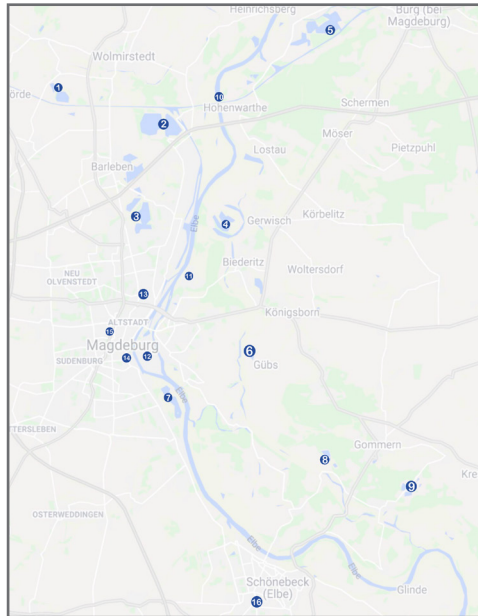 Heinrichsberg
5
Burg (bei
Magdeburg)
Wolmirstedt
1
örde
10
Hohenwarthe
Schermen
2
Möser
Lostau
Pietzpuhl
Barleben
3
4
Gerwisch
Körbelitz
Elbe
Biederitz
Woltersdorf
NEU
OLVENSTEDT
11
13
Königsborn
ALTSTADT
15
Magdeburg
6
SUDENBURG
14
12
Gübs
Elbe
7
TTERSLEBEN
Gommern
8
Kre
9
OSTERWEDDINGEN
Elbe
Elbe
Schönebeck
(Elbe)
Glinde
16